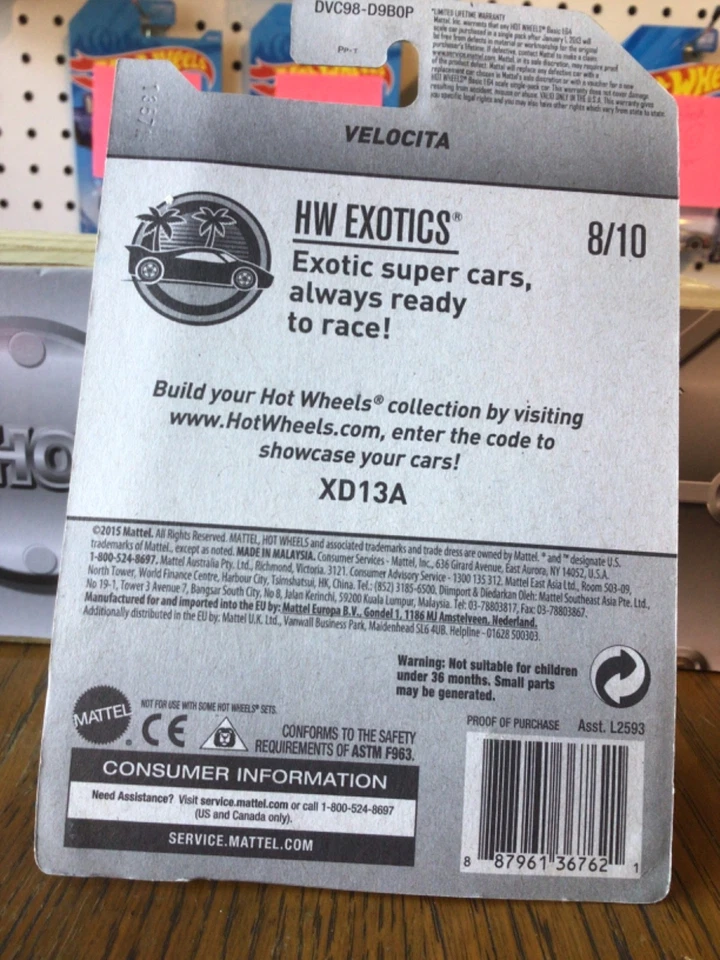 DVC98-D9B0P
PP-T
"LIMITED LIFETIME WARRANTY
VELOCITA
HW EXOTICS®
8/10
Exotic super cars,
always ready
to race!
Build your Hot Wheels® collection by visiting
www.HotWheels.com, enter the code to
showcase your cars!
XD13A
©2015 Mattel. All Rights Reserved. MATTEL, HOT WHEELS and associated trademarks and trade dress are owned by Mattel. ® and ™ designate U.S.
trademarks of Mattel, except as noted. MADE IN MALAYSIA. Consumer Services - Mattel, Inc., 636 Girard Avenue, East Aurora, NY 14052, U.S.A.
1-800-524-8697. Mattel Australia Pty. Ltd., Richmond, Victoria. 3121. Consumer Advisory Service - 1300 135 312. Mattel East Asia Ltd., Room 503-09,
North Tower, World Finance Centre, Harbour City, Tsimshatsui, HK, China. Tel.: (852) 3185-6500. Diimport & Diedarkan Oleh: Mattel Southeast Asia Pte. Ltd.,
No 19-1, Tower 3 Avenue 7, Bangsar South City, No 8, Jalan Kerinchi, 59200 Kuala Lumpur, Malaysia. Tel: 03-78803817, Fax: 03-78803867.
Manufactured for and imported into the EU by: Mattel Europa B.V., Gondel 1, 1186 MJ Amstelveen, Nederland.
Additionally distributed in the EU by: Mattel U.K. Ltd., Vanwall Business Park, Maidenhead SL6 4UB. Helpline - 01628 500303.
Warning: Not suitable for children
under 36 months. Small parts
may be generated.
MATTEL
NOT FOR USE WITH SOME HOT WHEELS® SETS.
CE
CONFORMS TO THE SAFETY
REQUIREMENTS OF ASTM F963.
PROOF OF PURCHASE
Asst. L2593
CONSUMER INFORMATION
Need Assistance? Visit service.mattel.com or call 1-800-524-8697
(US and Canada only).
SERVICE.MATTEL.COM
8 87961 36762 1